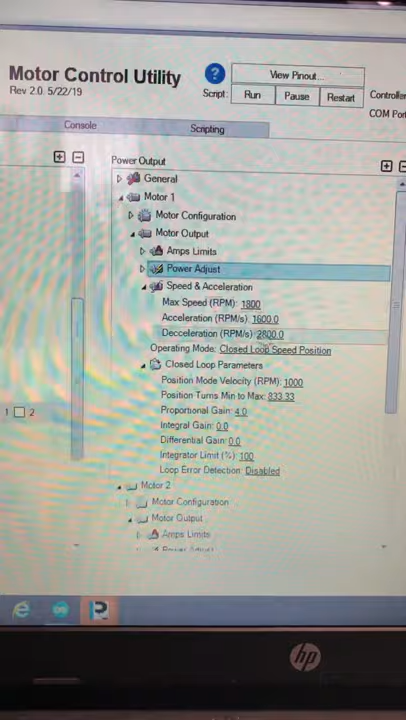 Motor Control Utility
Rev 2.0. 5/22/19
?
View Pinout...
Script: Run Pause Restart
Controller
COM Port
Console
Scripting
Power Output
General
Motor 1
Motor Configuration
Motor Output
Amps Limits
Power Adjust
Speed & Acceleration
Max Speed (RPM): 1800
Acceleration (RPM/s): 1600.0
Decceleration (RPM/s): 2800.0
Operating Mode: Closed Loop Speed Position
Closed Loop Parameters
Position Mode Velocity (RPM): 1000
Position Turns Min to Max: 833.33
Proportional Gain: 4.0
Integral Gain: 0.0
Differential Gain: 0.0
Integrator Limit (%): 100
Loop Error Detection: Disabled
1 2
Motor 2
Motor Configuration
Motor Output
Amps Limits
Power Adjust
hp